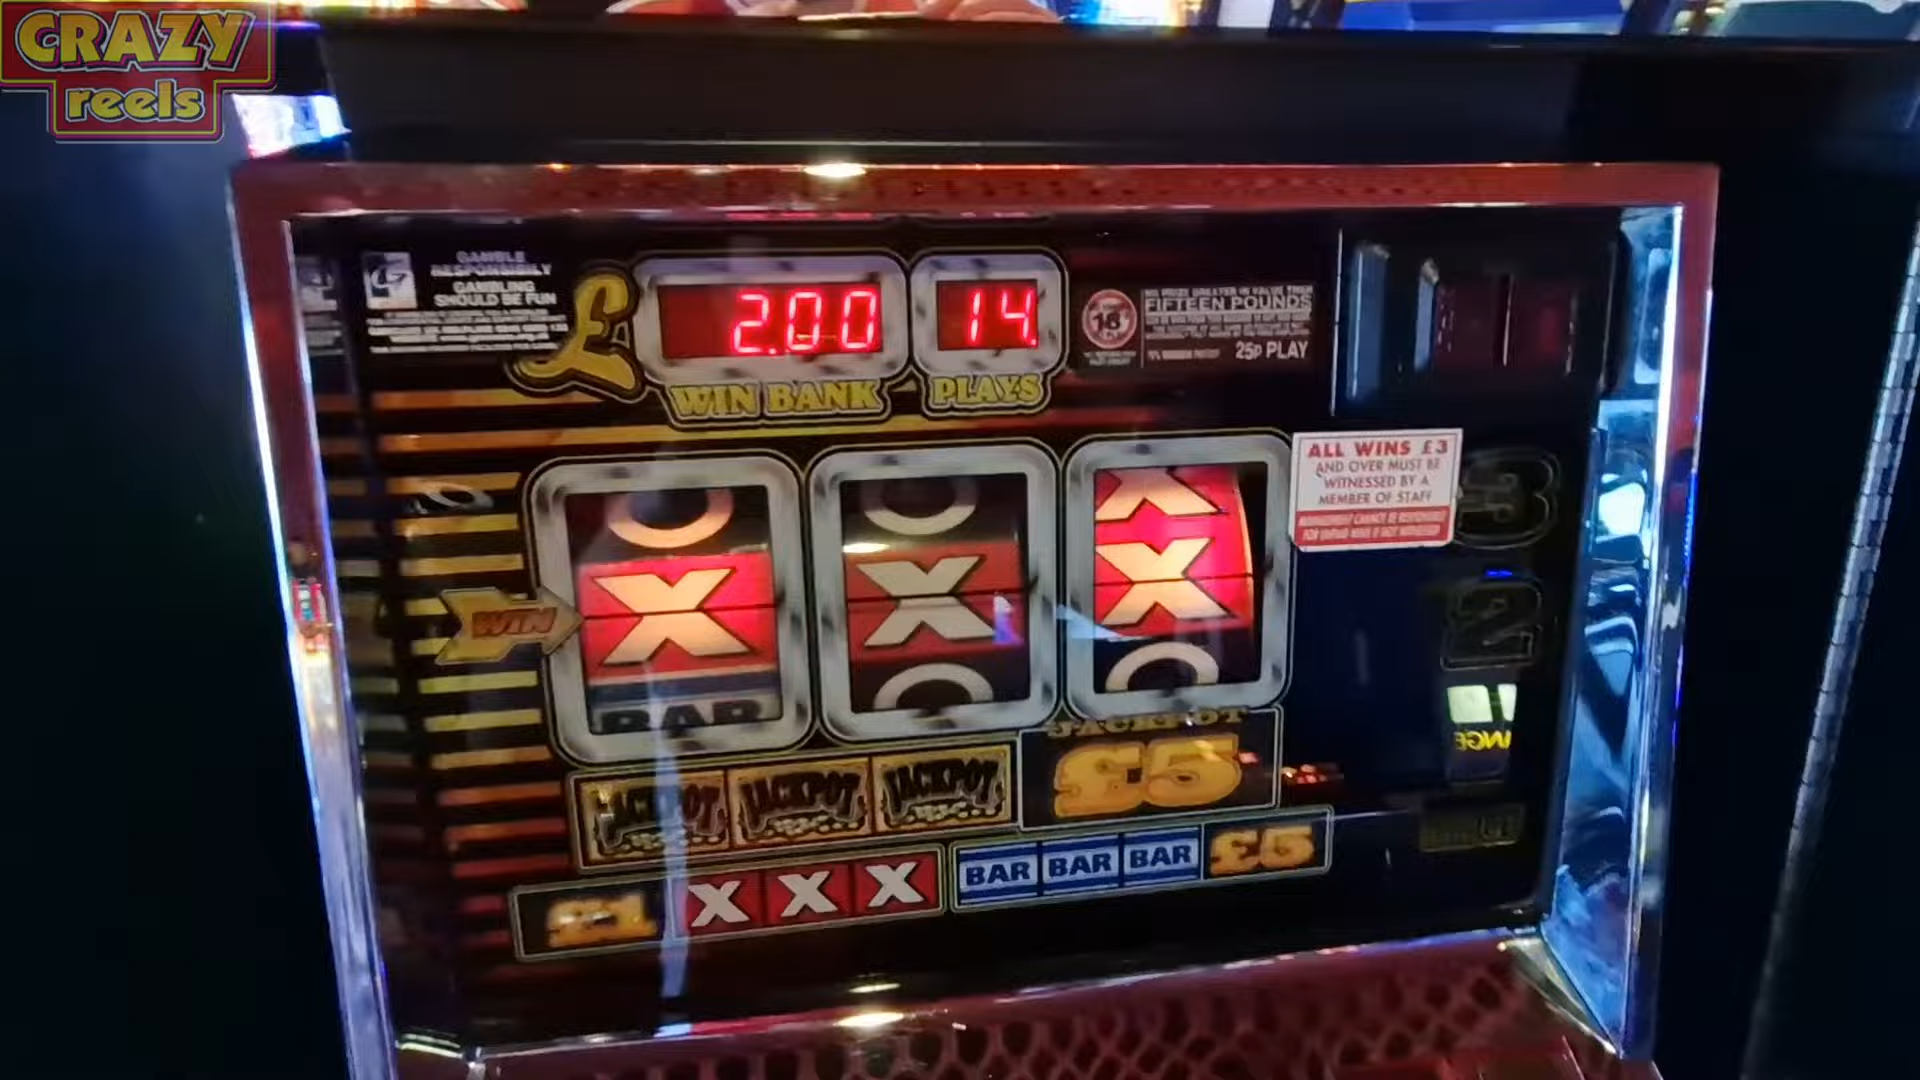 CRAZY
reels
GAMBLE
RESPONSIBLY
GAMBLING
SHOULD BE FUN
£
2.00
14
WIN BANK
PLAYS
18
FIFTEEN POUNDS
25p PLAY
ALL WINS £3
AND OVER MUST BE
WITNESSED BY A
MEMBER OF STAFF
3
2
WIN
X
X
X
X
BAR
JACKPOT
£5
JACKPOT JACKPOT JACKPOT
£1 X X X
BAR BAR BAR £5